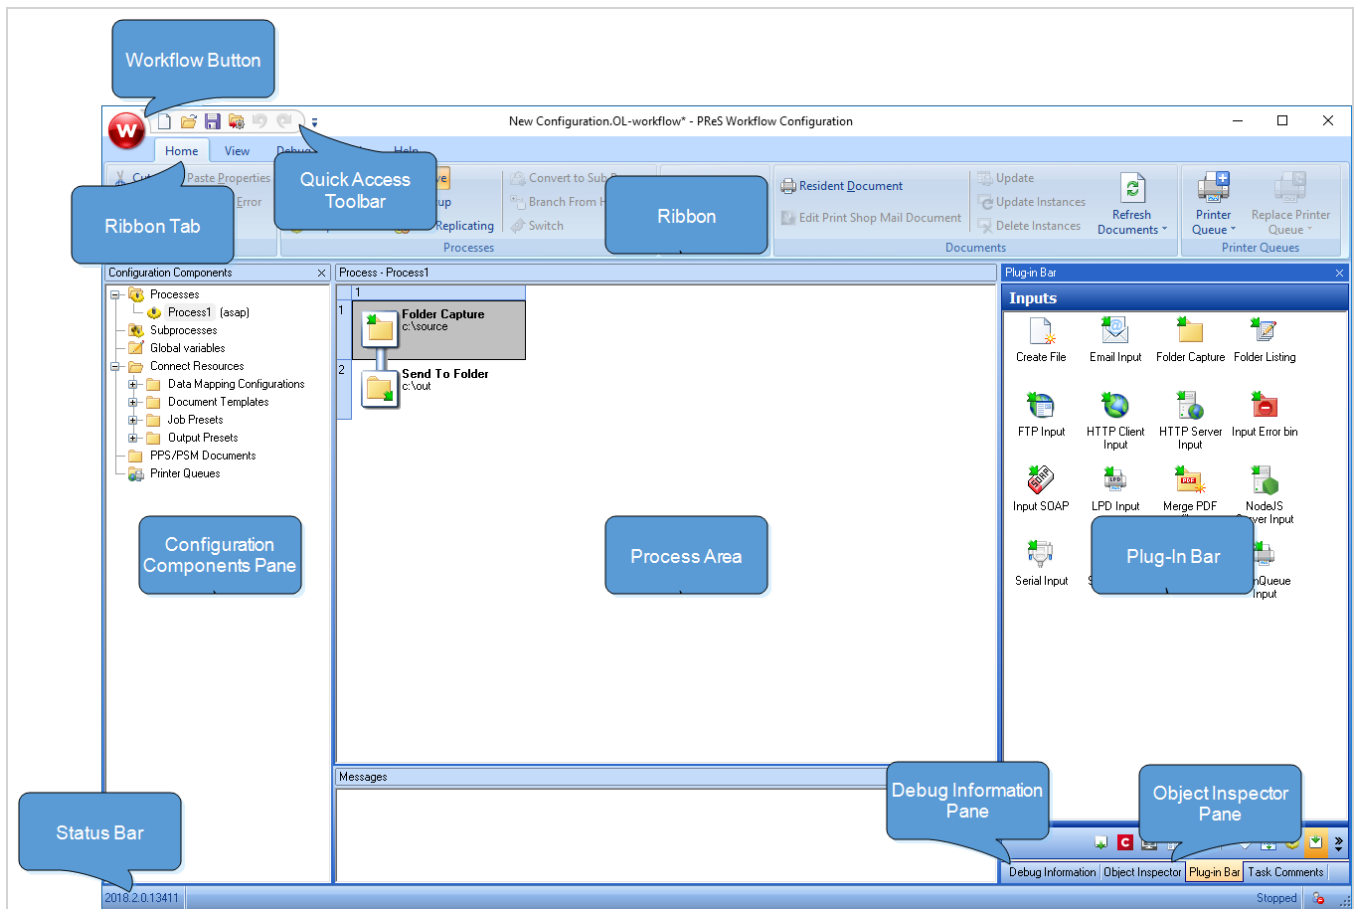 Workflow Button
W
New Configuration.OL-workflow* - PReS Workflow Configuration
Home View
Quick Access
Toolbar
Ribbon Tab
Ribbon
Paste Properties
Error
Replicating
Convert to Sub
Branch From
Switch
Processes
Resident Document
Edit Print Shop Mail Document
Update
Update Instances
Delete Instances
Refresh
Documents
Documents
Printer
Queue
Replace Printer
Queue
Printer Queues
Configuration Components
Processes
Process1 (asap)
Subprocesses
Global variables
Connect Resources
Data Mapping Configurations
Document Templates
Job Presets
Output Presets
PPS/PSM Documents
Printer Queues
Configuration
Components Pane
Process - Process1
1
1
Folder Capture
c:\source
2
Send To Folder
c:\out
Process Area
Messages
Plug-in Bar
Inputs
Create File Email Input Folder Capture Folder Listing
FTP Input HTTP Client Input HTTP Server Input Input Error bin
Input SOAP LPD Input Merge PDF NodeJS
Input
Serial Input
Input
Plug-In Bar
Debug Information
Pane
Object Inspector
Pane
C
Debug Information Object Inspector Plug-in Bar Task Comments
Status Bar
2018.2.0.13411
Stopped